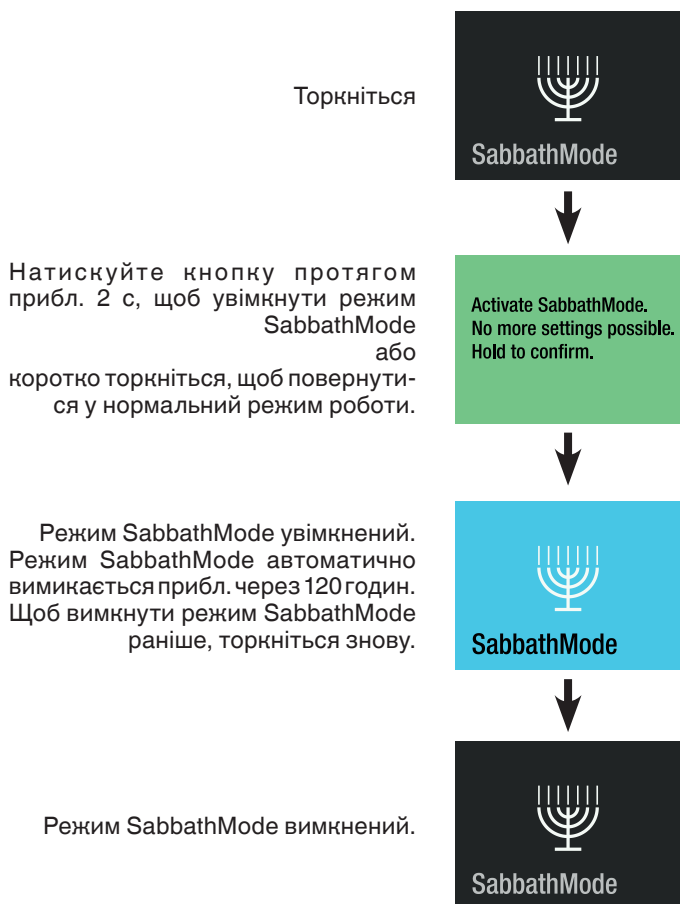 Торкніться
SabbathMode
Натискуйте кнопку протягом
прибл. 2 с, щоб увімкнути режим
SabbathMode
або
коротко торкніться, щоб повернути-
ся у нормальний режим роботи.
Activate SabbathMode.
No more settings possible.
Hold to confirm.
Режим SabbathMode увімкнений.
Режим SabbathMode автоматично
вимикається прибл. через 120 годин.
Щоб вимкнути режим SabbathMode
раніше, торкніться знову.
SabbathMode
Режим SabbathMode вимкнений.
SabbathMode